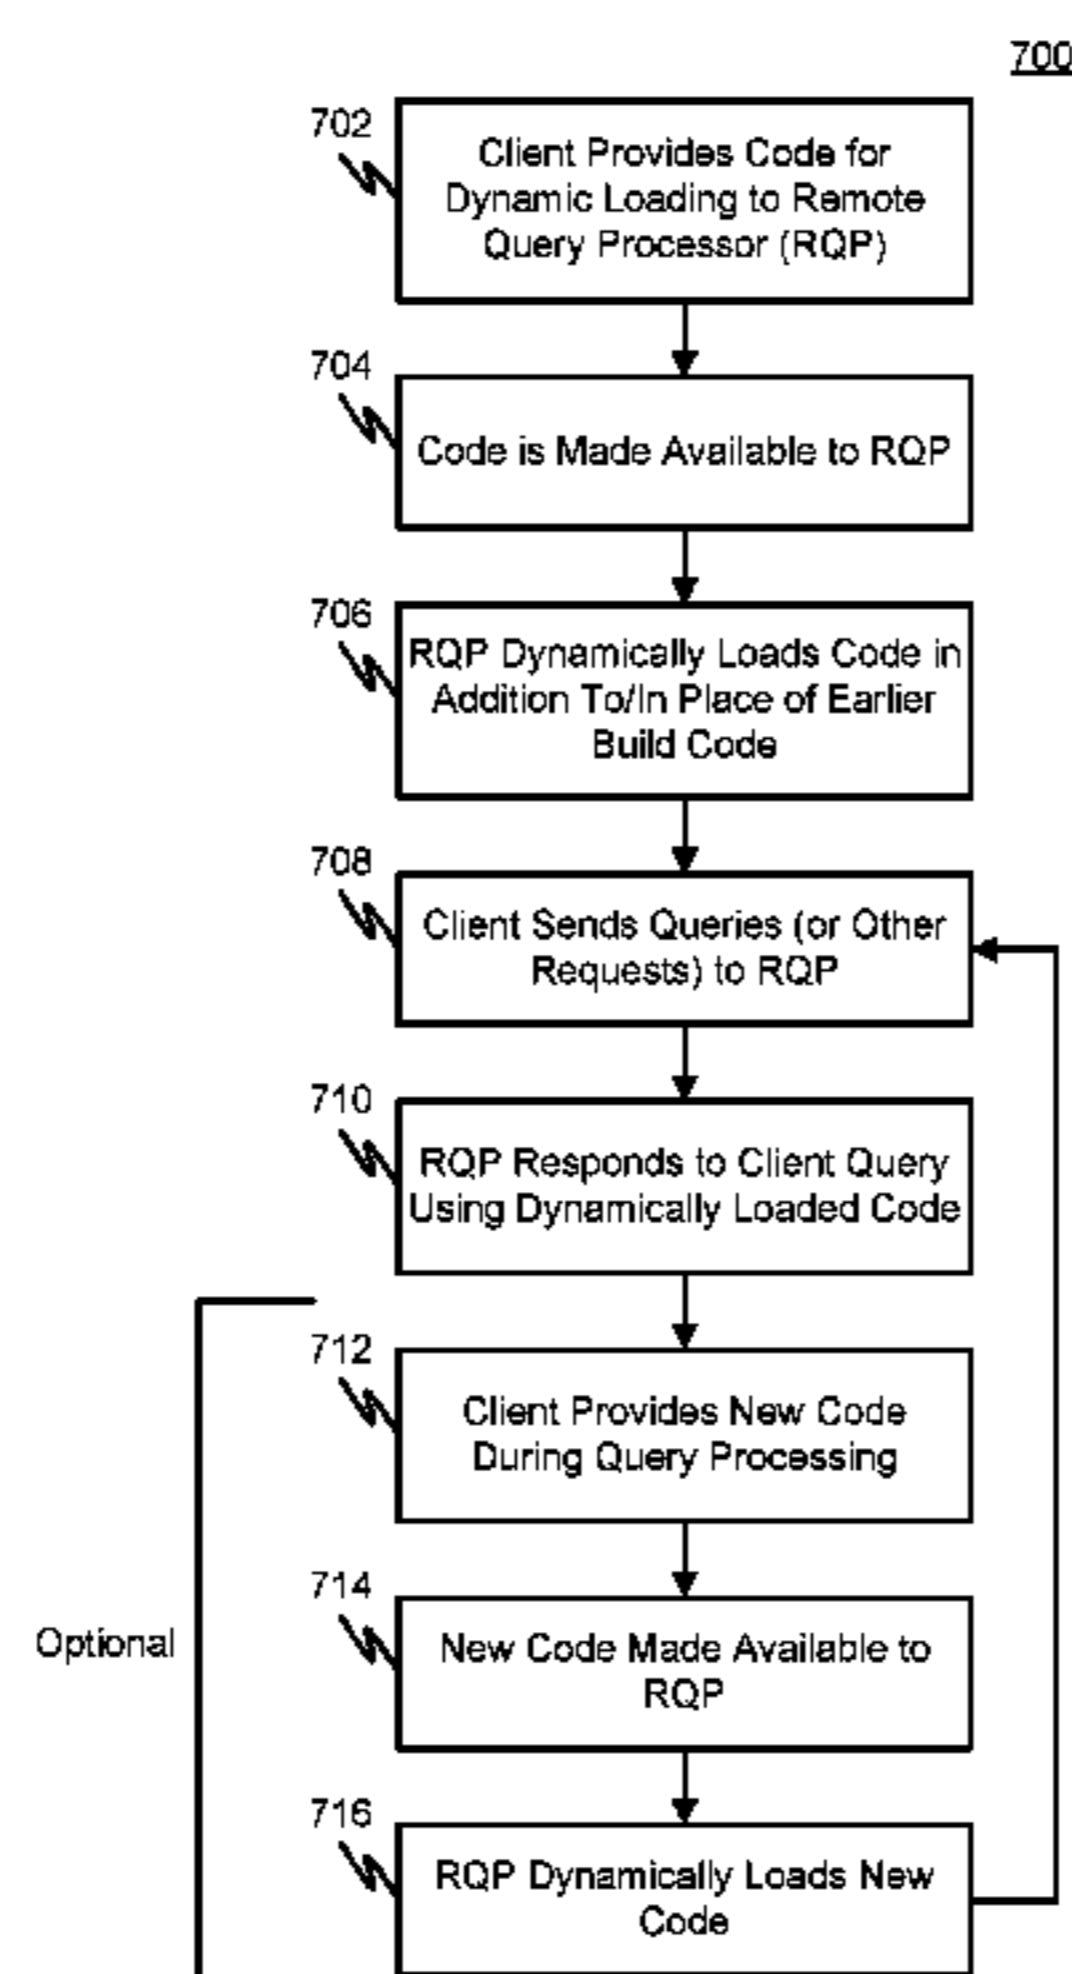 700
702
Client Provides Code for
Dynamic Loading to Remote
Query Processor (RQP)
704
Code is Made Available to RQP
706
RQP Dynamically Loads Code in
Addition To/In Place of Earlier
Build Code
708
Client Sends Queries (or Other
Requests) to RQP
710
RQP Responds to Client Query
Using Dynamically Loaded Code
712
Client Provides New Code
During Query Processing
714
New Code Made Available to
RQP
Optional
716
RQP Dynamically Loads New
Code